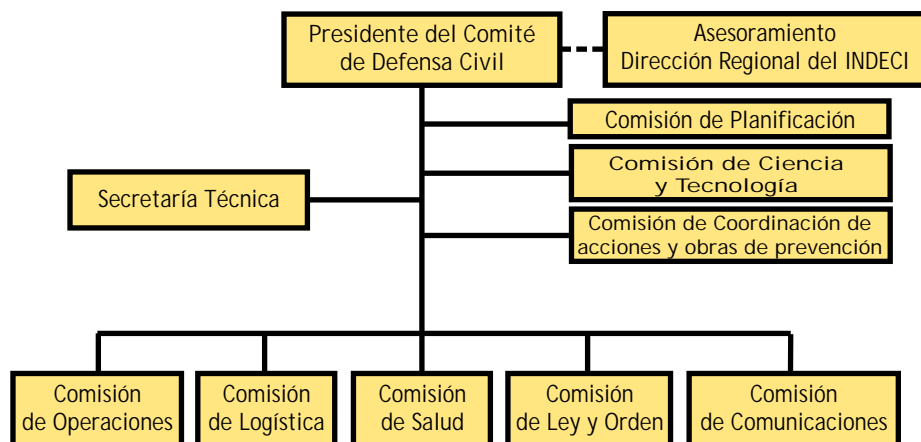 Presidente del Comité
de Defensa Civil
Asesoramiento
Dirección Regional del INDECI
Comisión de Planificación
Comisión de Ciencia
y Tecnología
Secretaría Técnica
Comisión de Coordinación de
acciones y obras de prevención
Comisión
de Operaciones
Comisión
de Logística
Comisión
de Salud
Comisión
de Ley y Orden
Comisión
de Comunicaciones